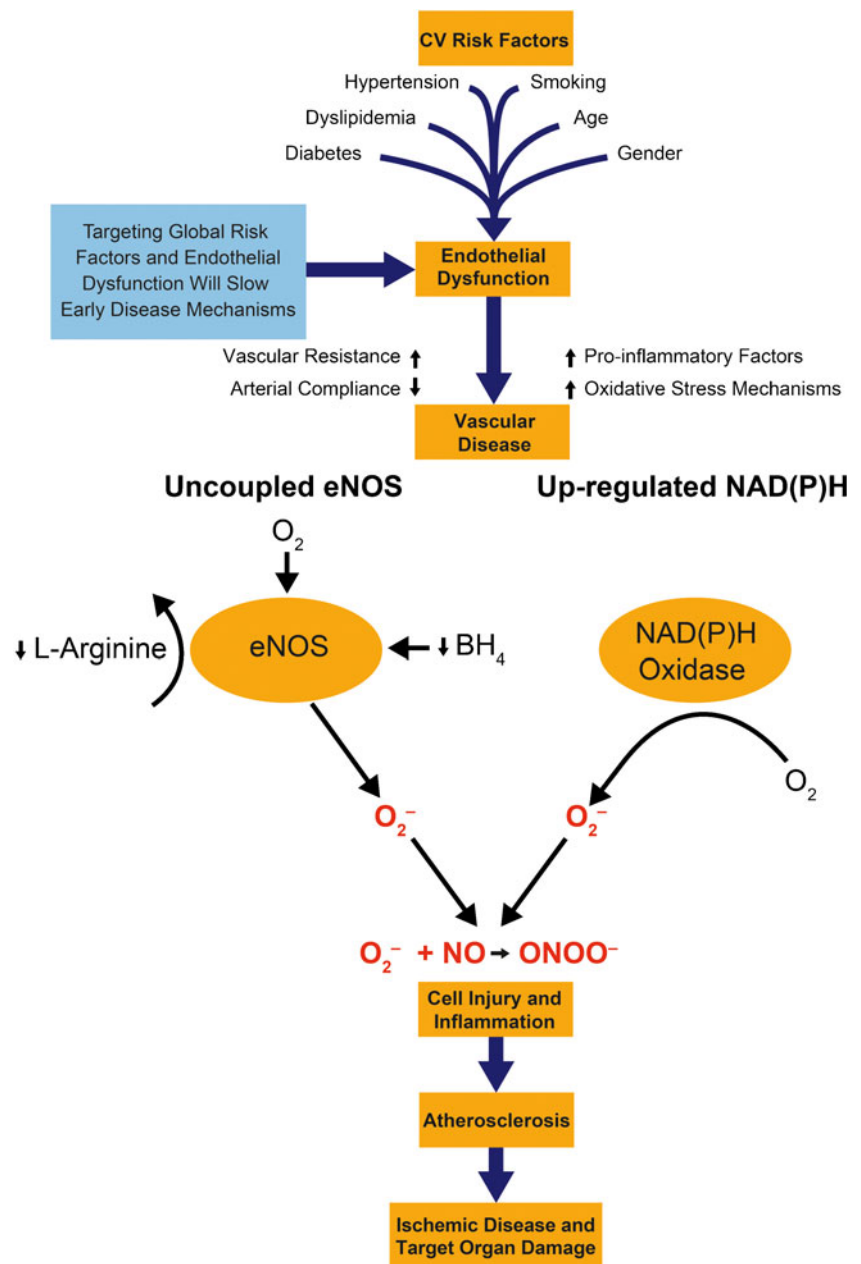 CV Risk Factors
Hypertension
Smoking
Dyslipidemia
Age
Diabetes
Gender
Targeting Global Risk
Factors and Endothelial
Dysfunction Will Slow
Early Disease Mechanisms
Endothelial
Dysfunction
Vascular Resistance ↑
↑ Pro-inflammatory Factors
Arterial Compliance ↓
↑ Oxidative Stress Mechanisms
Vascular
Disease
Uncoupled eNOS
Up-regulated NAD(P)H
O₂
↓ L-Arginine
eNOS
↓ BH₄
NAD(P)H
Oxidase
O₂
O₂⁻
O₂⁻
O₂⁻ + NO → ONOO⁻
Cell Injury and
Inflammation
Atherosclerosis
Ischemic Disease and
Target Organ Damage